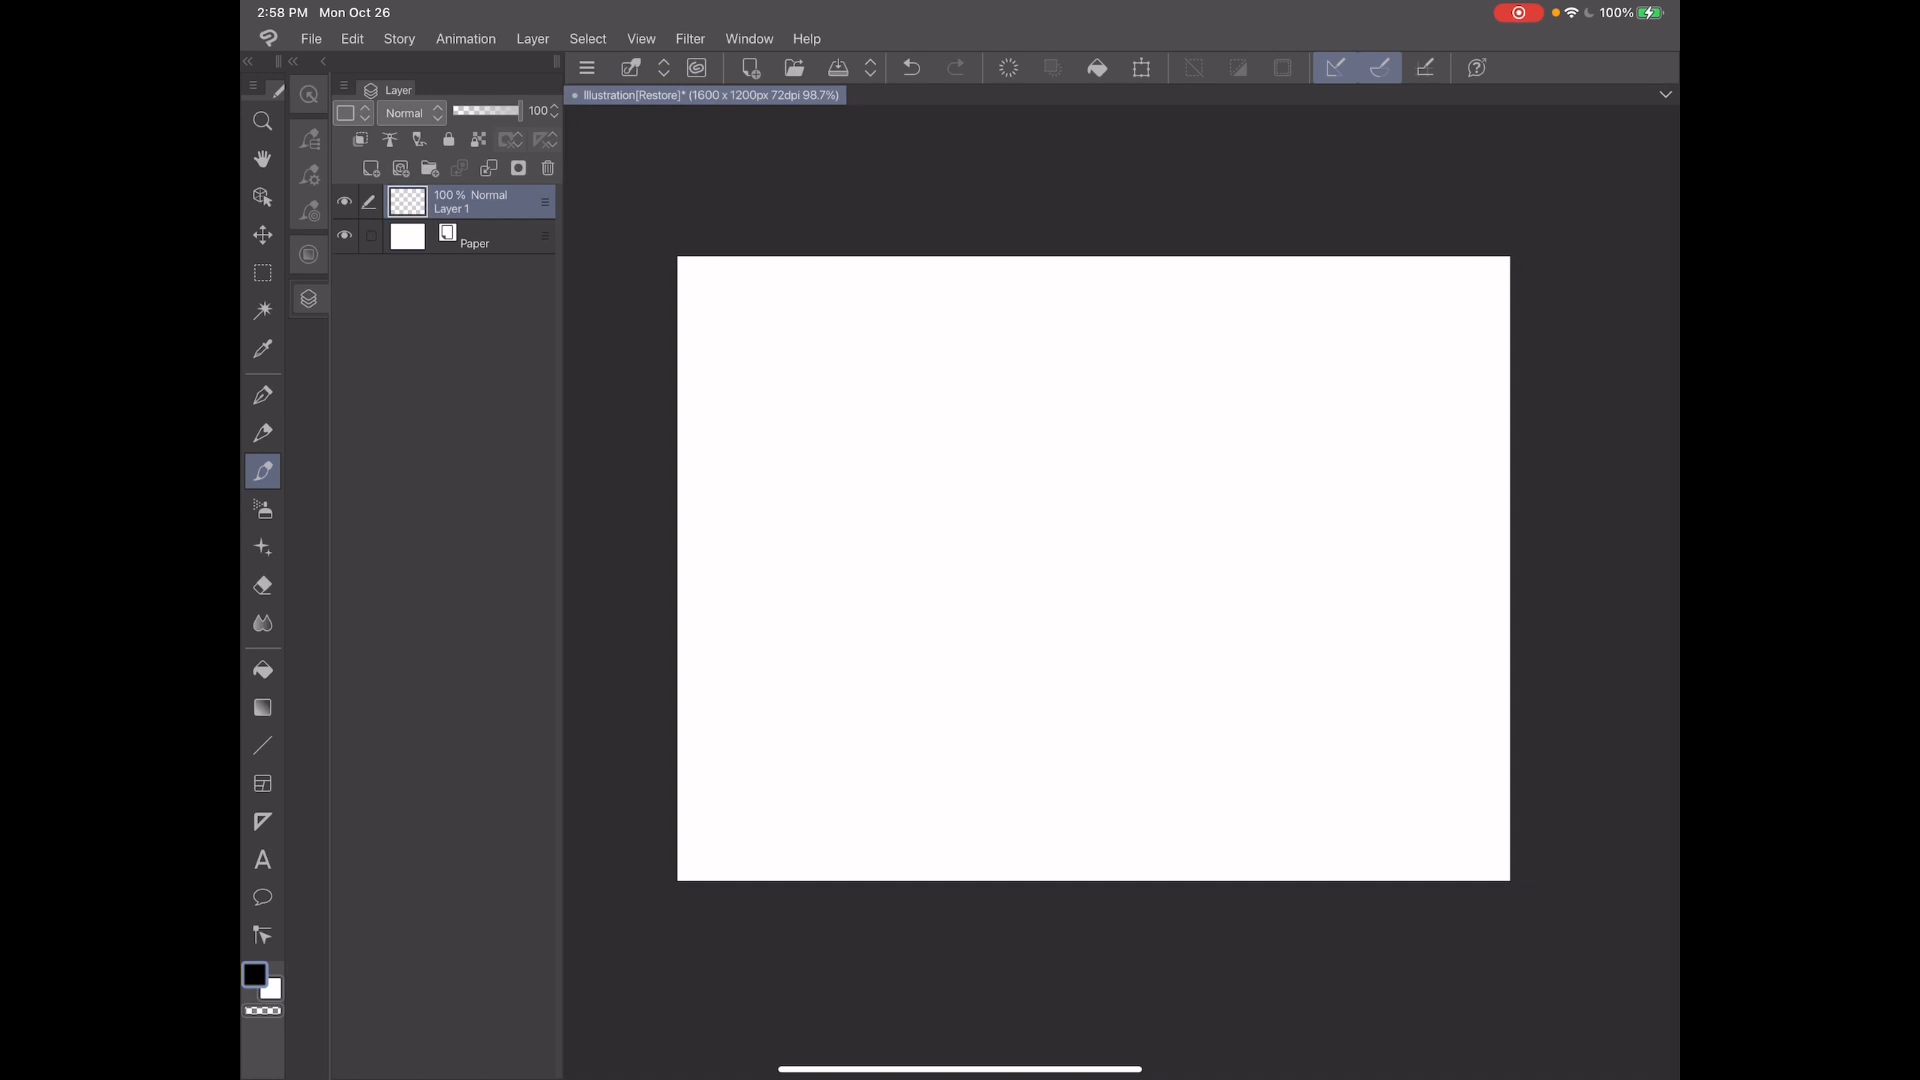 2:58 PM Mon Oct 26
100%
File Edit Story Animation Layer Select View Filter Window Help
Layer
Illustration[Restore]* (1600 x 1200px 72dpi 98.7%)
Normal 100
100 % Normal
Layer 1
Paper